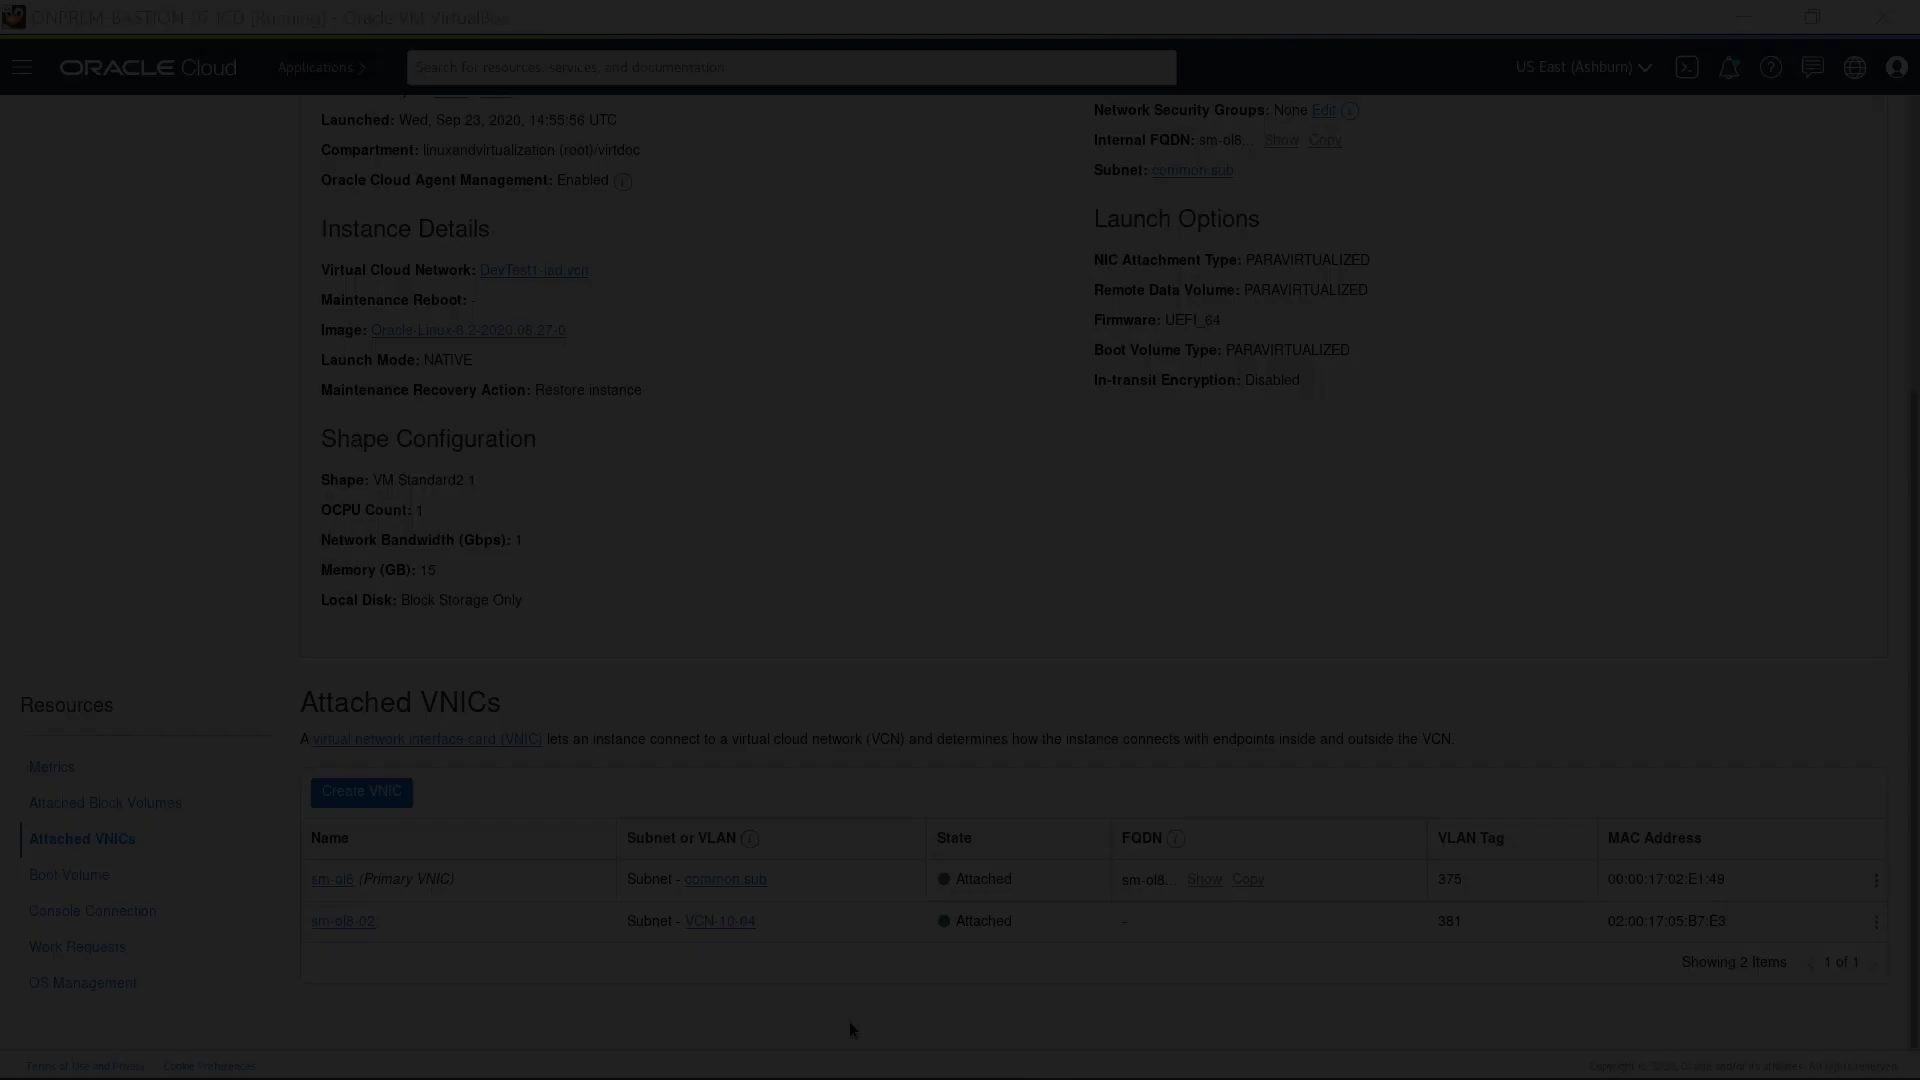 ONPREM-BASTION-07-ICD [Running] - Oracle VM VirtualBox
ORACLE Cloud
Applications
Search for resources, services, and documentation
US East (Ashburn)
Launched: Wed, Sep 23, 2020, 14:55:56 UTC
Compartment: linuxandvirtualization (root)/virtdoc
Oracle Cloud Agent Management: Enabled
Network Security Groups: None Edit
Internal FQDN: sm-ol8... Show Copy
Subnet: common.sub
Instance Details
Virtual Cloud Network: DevTest1-iad.vcn
Maintenance Reboot: -
Image: Oracle-Linux-8.2-2020.08.27-0
Launch Mode: NATIVE
Maintenance Recovery Action: Restore instance
Launch Options
NIC Attachment Type: PARAVIRTUALIZED
Remote Data Volume: PARAVIRTUALIZED
Firmware: UEFI_64
Boot Volume Type: PARAVIRTUALIZED
In-transit Encryption: Disabled
Shape Configuration
Shape: VM.Standard2.1
OCPU Count: 1
Network Bandwidth (Gbps): 1
Memory (GB): 15
Local Disk: Block Storage Only
Resources
Metrics
Attached Block Volumes
Attached VNICs
Boot Volume
Console Connection
Work Requests
OS Management
Attached VNICs
A virtual network interface card (VNIC) lets an instance connect to a virtual cloud network (VCN) and determines how the instance connects with endpoints inside and outside the VCN.
Create VNIC
Name Subnet or VLAN State FQDN VLAN Tag MAC Address
sm-ol8 (Primary VNIC) Subnet - common.sub Attached sm-ol8... Show Copy 375 00:00:17:02:E1:49
sm-ol8-02 Subnet - VCN-10-64 Attached - 381 02:00:17:05:B7:E3
Showing 2 Items 1 of 1
Terms of Use and Privacy Cookie Preferences
Copyright © 2020, Oracle and/or its affiliates. All rights reserved.